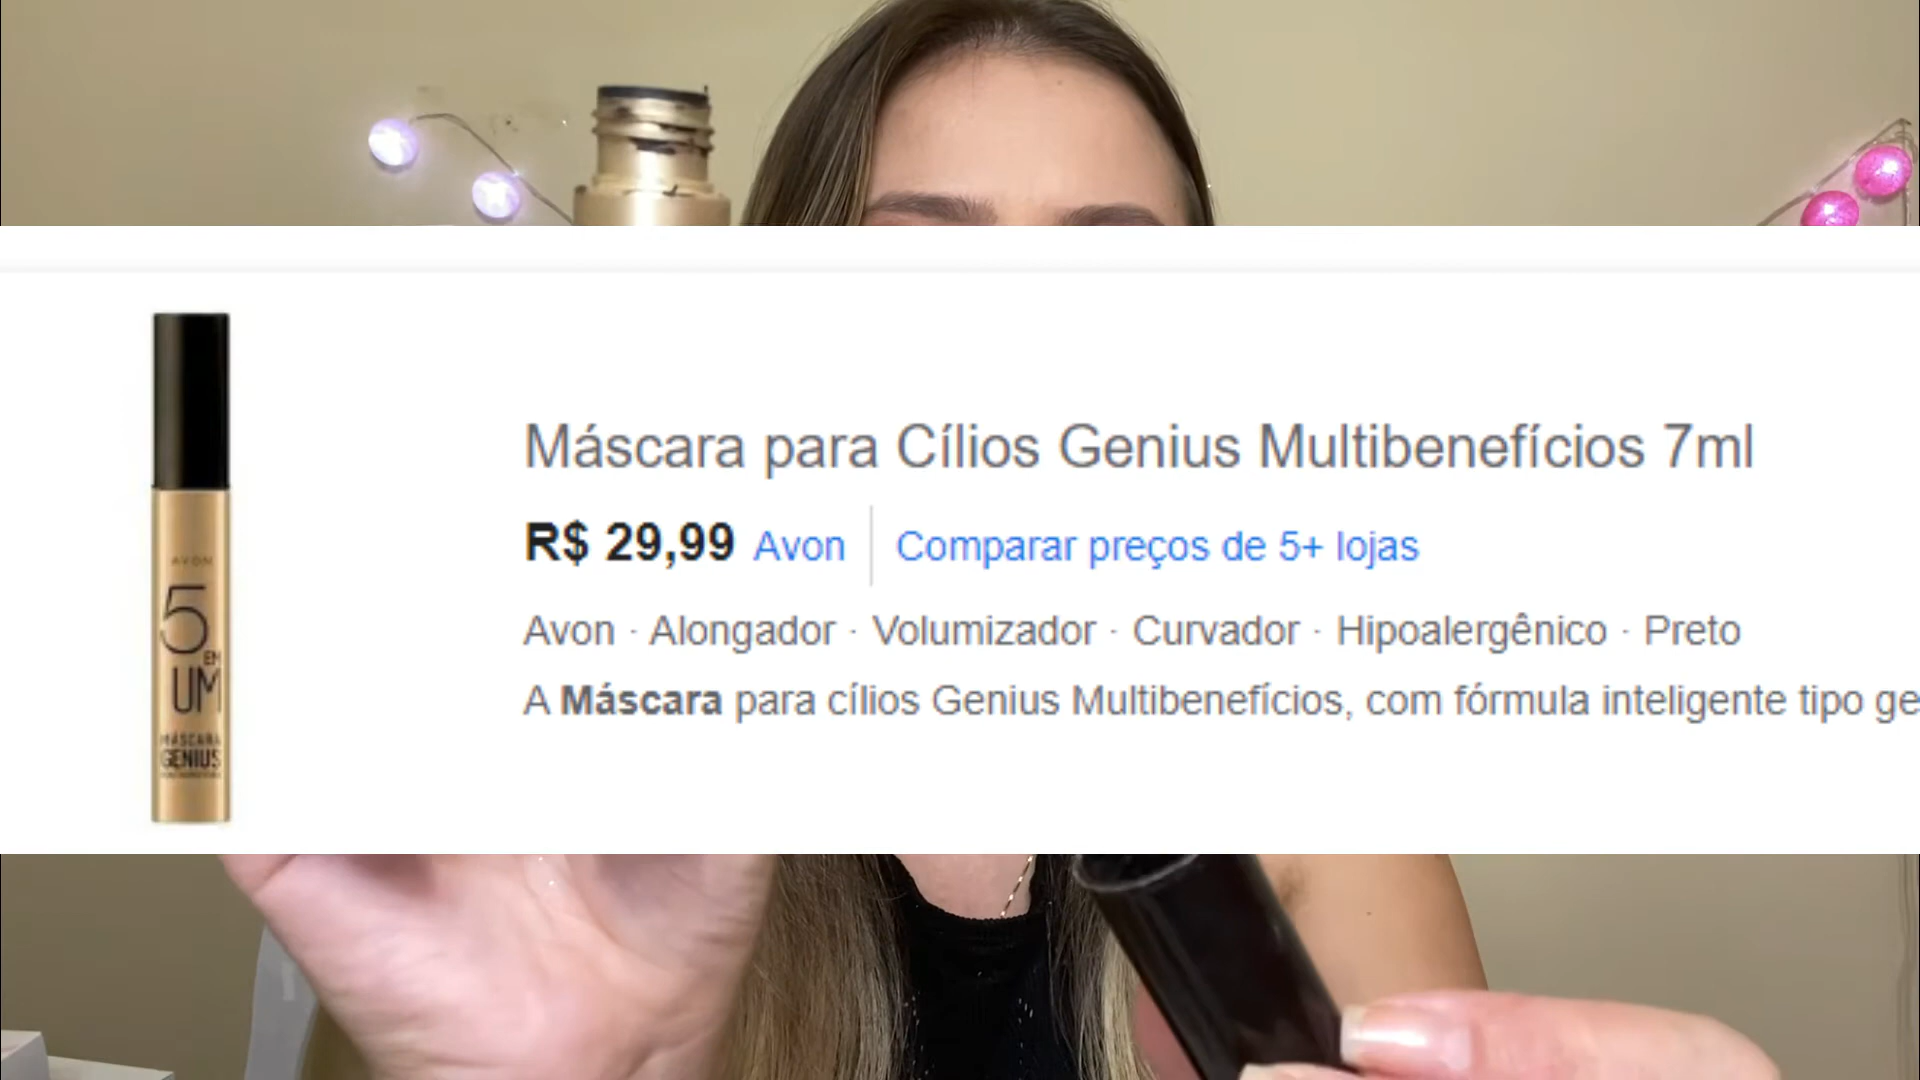 Máscara para Cílios Genius Multibenefícios 7ml
R$ 29,99 Avon Comparar preços de 5+ lojas
Avon · Alongador · Volumizador · Curvador · Hipoalergênico · Preto
A Máscara para cílios Genius Multibenefícios, com fórmula inteligente tipo ge
AVON
5
EM
UM
MÁSCARA
GENIUS